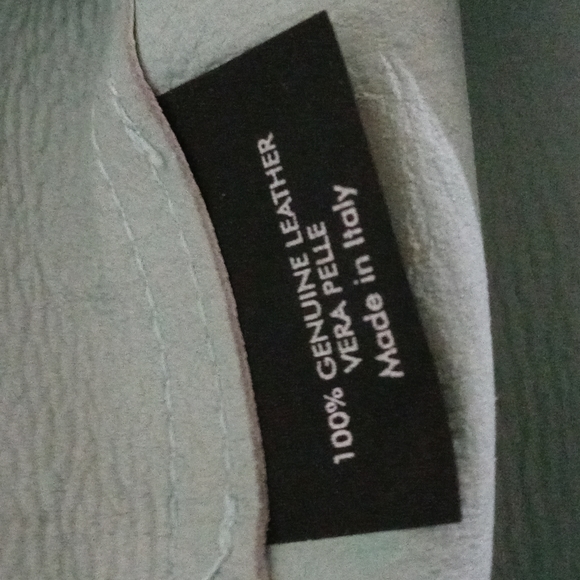 100% GENUINE LEATHER
VERA PELLE
Made in Italy